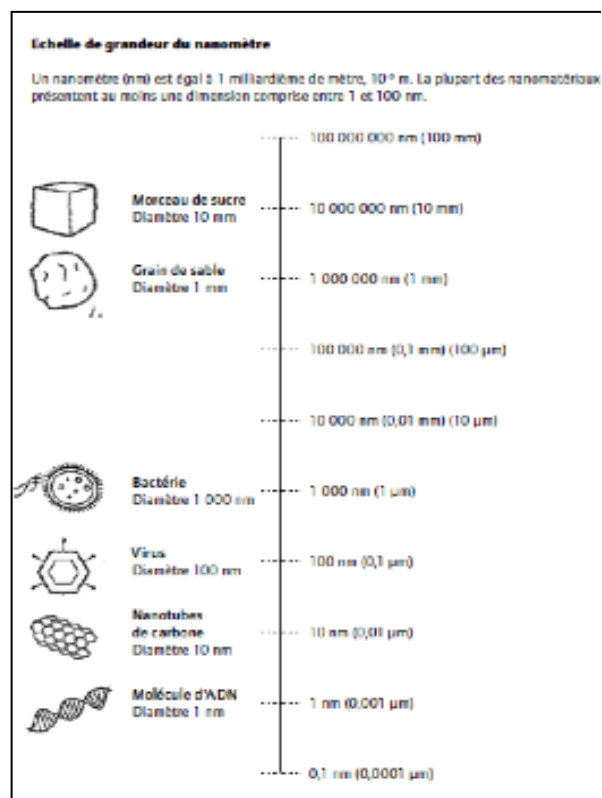 Echelle de grandeur du nanomètre
Un nanomètre (nm) est égal à 1 milliardième de mètre, 10⁻⁹ m. La plupart des nanomatériaux
présentent au moins une dimension comprise entre 1 et 100 nm.
100 000 000 nm (100 mm)
Morceau de sucre
Diamètre 10 mm
10 000 000 nm (10 mm)
Grain de sable
Diamètre 1 mm
1 000 000 nm (1 mm)
100 000 nm (0,1 mm) (100 µm)
10 000 nm (0,01 mm) (10 µm)
Bactérie
Diamètre 1 000 nm
1 000 nm (1 µm)
Virus
Diamètre 100 nm
100 nm (0,1 µm)
Nanotubes
de carbone
Diamètre 10 nm
10 nm (0,01 µm)
Molécule d'ADN
Diamètre 1 nm
1 nm (0,001 µm)
0,1 nm (0,0001 µm)